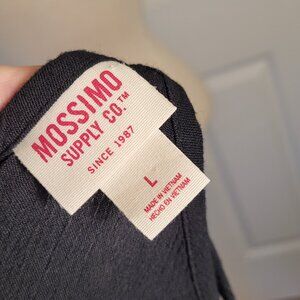 MOSSIMO
SUPPLY CO.™
SINCE 1987
L
MADE IN VIETNAM
HECHO EN VIETNAM